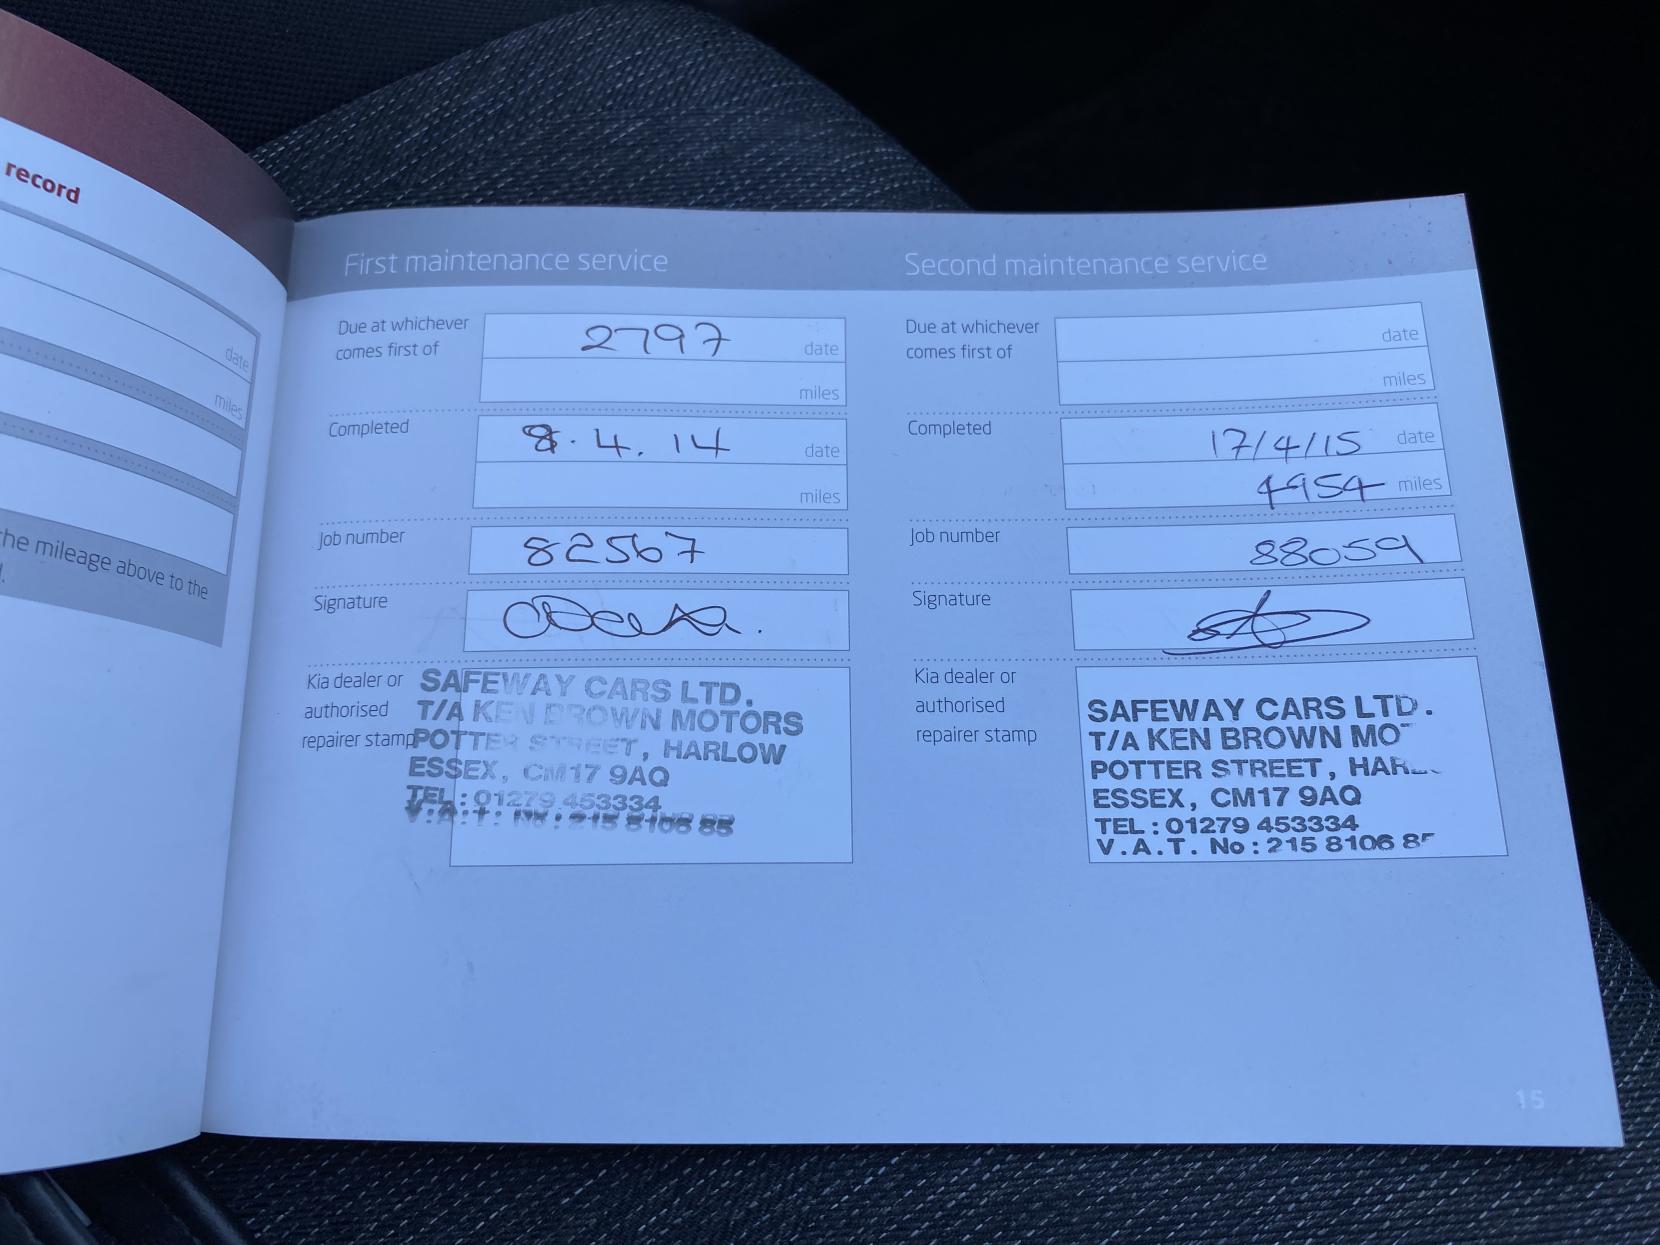 record
date
miles
the mileage above to the
First maintenance service
Due at whichever
comes first of
2797 date
miles
Completed
8.4.14 date
miles
Job number
82567
Signature
Kia dealer or
authorised
repairer stamp
SAFEWAY CARS LTD.
T/A KEN BROWN MOTORS
POTTER STREET, HARLOW
ESSEX, CM17 9AQ
TEL: 01279 453334
V.A.T. No: 215 8106 85
Second maintenance service
Due at whichever
comes first of
date
miles
Completed
17/4/15 date
4954 miles
Job number
88059
Signature
Kia dealer or
authorised
repairer stamp
SAFEWAY CARS LTD.
T/A KEN BROWN MO
POTTER STREET, HAR
ESSEX, CM17 9AQ
TEL: 01279 453334
V.A.T. No: 215 8106 8
15